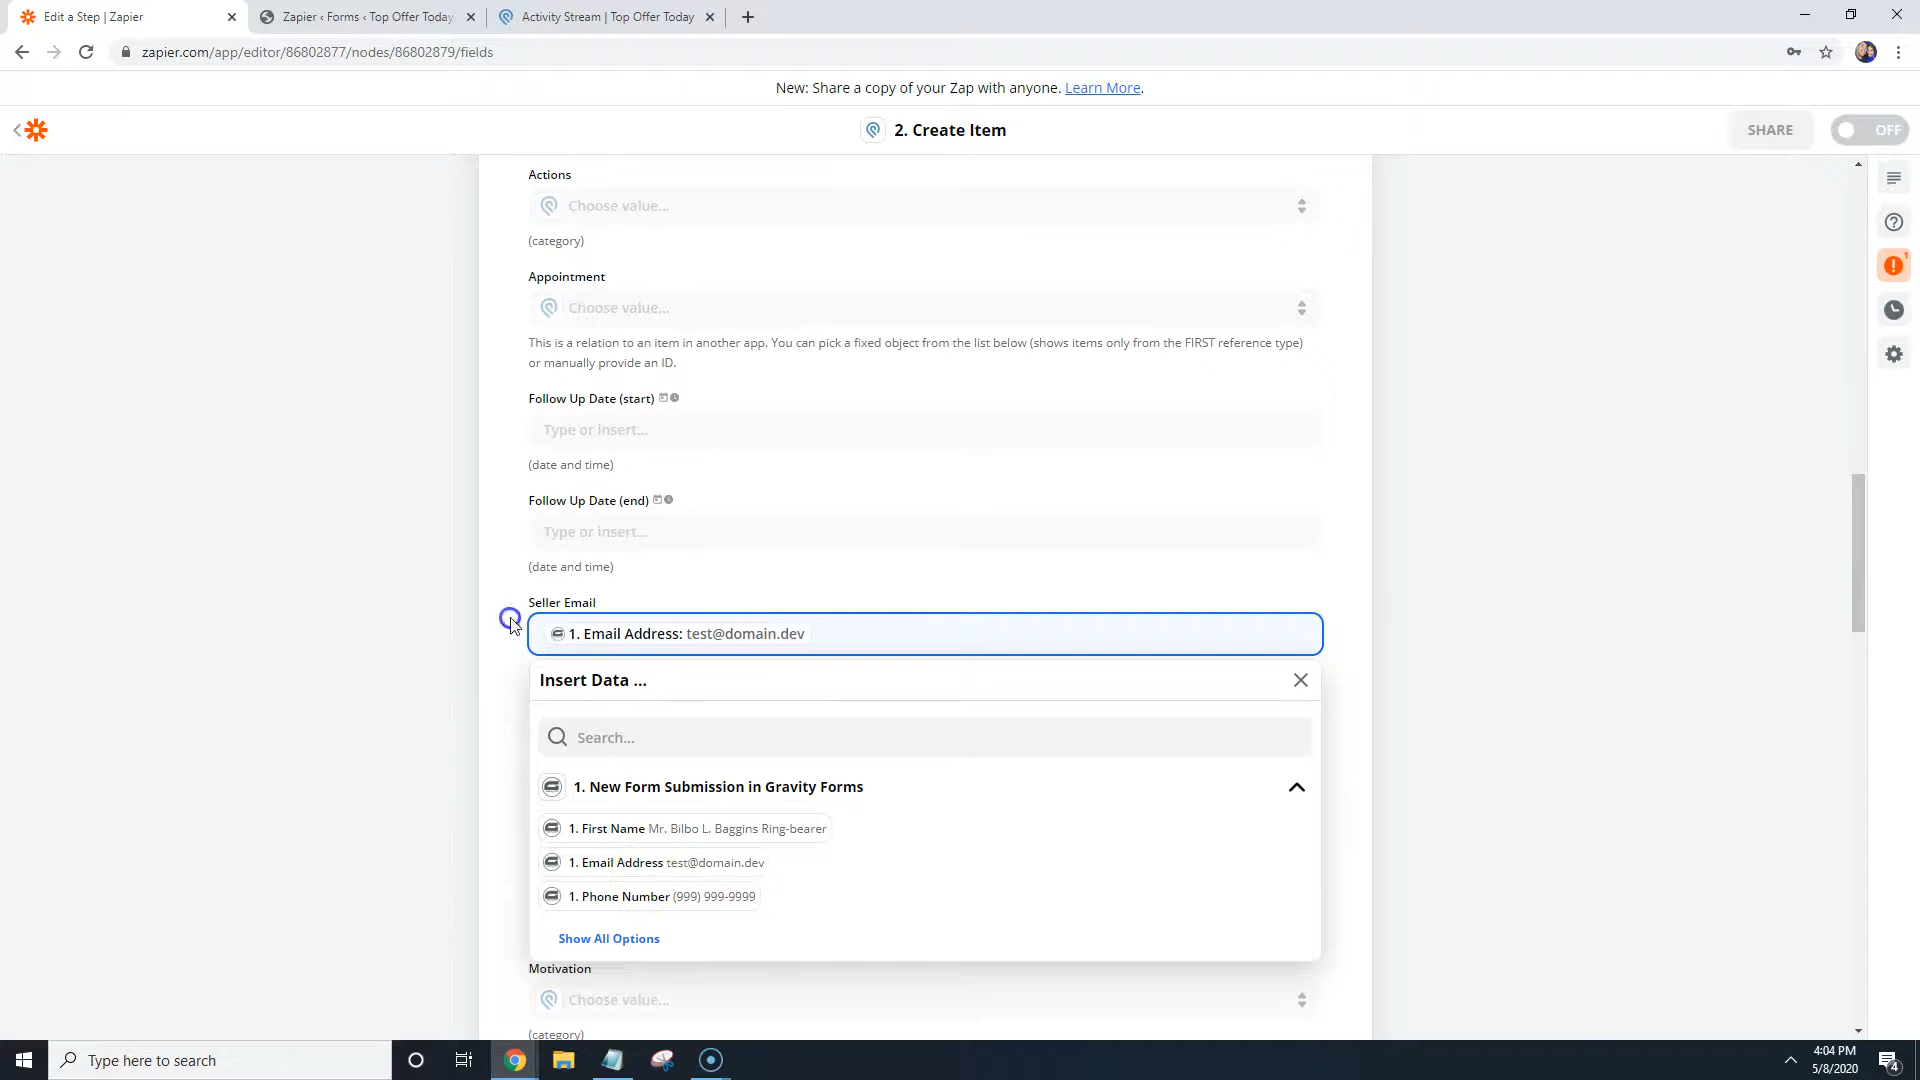 Edit a Step | Zapier
Zapier ‹ Forms ‹ Top Offer Today
Activity Stream | Top Offer Today
zapier.com/app/editor/86802877/nodes/86802879/fields
New: Share a copy of your Zap with anyone. Learn More.
2. Create Item
SHARE
OFF
Actions
Choose value...
(category)
Appointment
Choose value...
This is a relation to an item in another app. You can pick a fixed object from the list below (shows items only from the FIRST reference type)
or manually provide an ID.
Follow Up Date (start)
Type or insert...
(date and time)
Follow Up Date (end)
Type or insert...
(date and time)
Seller Email
1. Email Address: test@domain.dev
Insert Data ...
Search...
1. New Form Submission in Gravity Forms
1. First Name Mr. Bilbo L. Baggins Ring-bearer
1. Email Address test@domain.dev
1. Phone Number (999) 999-9999
Show All Options
Motivation
Choose value...
(category)
1
Type here to search
4:04 PM
5/8/2020
4